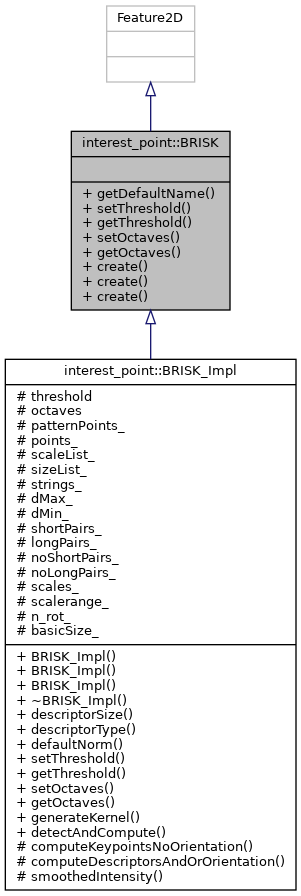 Feature2D
interest_point::BRISK
+ getDefaultName()
+ setThreshold()
+ getThreshold()
+ setOctaves()
+ getOctaves()
+ create()
+ create()
+ create()
interest_point::BRISK_Impl
# threshold
# octaves
# patternPoints_
# points_
# scaleList_
# sizeList_
# strings_
# dMax_
# dMin_
# shortPairs_
# longPairs_
# noShortPairs_
# noLongPairs_
# scales_
# scalerange_
# n_rot_
# basicSize_
+ BRISK_Impl()
+ BRISK_Impl()
+ BRISK_Impl()
+ ~BRISK_Impl()
+ descriptorSize()
+ descriptorType()
+ defaultNorm()
+ setThreshold()
+ getThreshold()
+ setOctaves()
+ getOctaves()
+ generateKernel()
+ detectAndCompute()
# computeKeypointsNoOrientation()
# computeDescriptorsAndOrOrientation()
# smoothedIntensity()